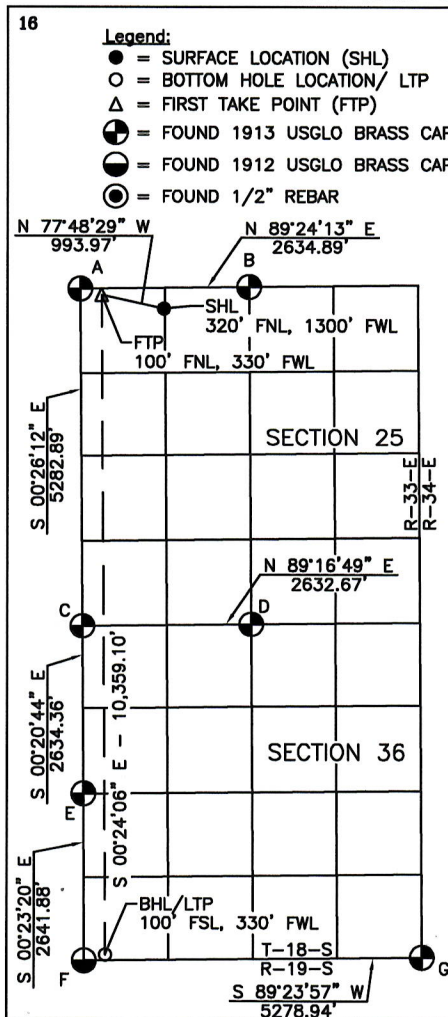 16
Legend:
● = SURFACE LOCATION (SHL)
○ = BOTTOM HOLE LOCATION/ LTP
△ = FIRST TAKE POINT (FTP)
= FOUND 1913 USGLO BRASS CAP
= FOUND 1912 USGLO BRASS CAP
= FOUND 1/2" REBAR
N 77°48'29" W
993.97'
N 89°24'13" E
2634.89'
A
B
SHL
320' FNL, 1300' FWL
FTP
100' FNL, 330' FWL
S 00°26'12" E
5282.89'
SECTION 25
R-33-E
R-34-E
N 89°16'49" E
2632.67'
C
D
S 00°20'44" E
2634.36'
S 00°24'06" E - 10,359.10'
SECTION 36
E
S 00°23'20" E
2641.88'
BHL/LTP
100' FSL, 330' FWL
T-18-S
R-19-S
F
G
S 89°23'57" W
5278.94'